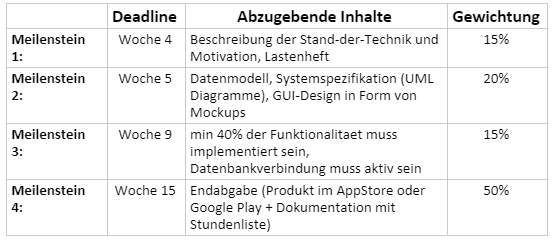 Deadline Abzugebende Inhalte Gewichtung
Meilenstein 1: Woche 4 Beschreibung der Stand-der-Technik und Motivation, Lastenheft 15%
Meilenstein 2: Woche 5 Datenmodell, Systemspezifikation (UML Diagramme), GUI-Design in Form von Mockups 20%
Meilenstein 3: Woche 9 min 40% der Funktionalitaet muss implementiert sein, Datenbankverbindung muss aktiv sein 15%
Meilenstein 4: Woche 15 Endabgabe (Produkt im AppStore oder Google Play + Dokumentation mit Stundenliste) 50%